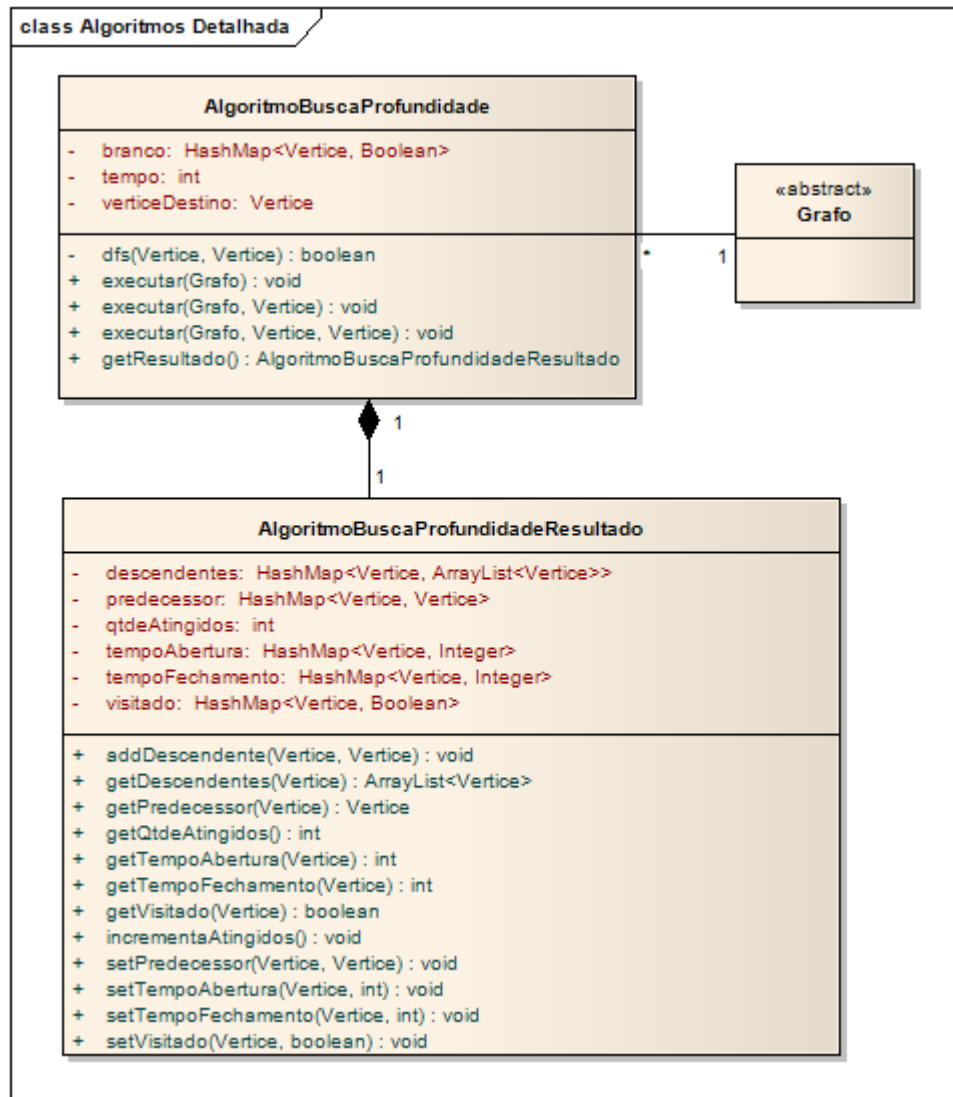 class Algoritmos Detalhada
AlgoritmoBuscaProfundidade
- branco: HashMap<Vertice, Boolean>
- tempo: int
- verticeDestino: Vertice
- dfs(Vertice, Vertice) : boolean
+ executar(Grafo) : void
+ executar(Grafo, Vertice) : void
+ executar(Grafo, Vertice, Vertice) : void
+ getResultado() : AlgoritmoBuscaProfundidadeResultado
«abstract»
Grafo
* 1
1
1
AlgoritmoBuscaProfundidadeResultado
- descendentes: HashMap<Vertice, ArrayList<Vertice>>
- predecessor: HashMap<Vertice, Vertice>
- qtdeAtingidos: int
- tempoAbertura: HashMap<Vertice, Integer>
- tempoFechamento: HashMap<Vertice, Integer>
- visitado: HashMap<Vertice, Boolean>
+ addDescendente(Vertice, Vertice) : void
+ getDescendentes(Vertice) : ArrayList<Vertice>
+ getPredecessor(Vertice) : Vertice
+ getQtdeAtingidos() : int
+ getTempoAbertura(Vertice) : int
+ getTempoFechamento(Vertice) : int
+ getVisitado(Vertice) : boolean
+ incrementaAtingidos() : void
+ setPredecessor(Vertice, Vertice) : void
+ setTempoAbertura(Vertice, int) : void
+ setTempoFechamento(Vertice, int) : void
+ setVisitado(Vertice, boolean) : void